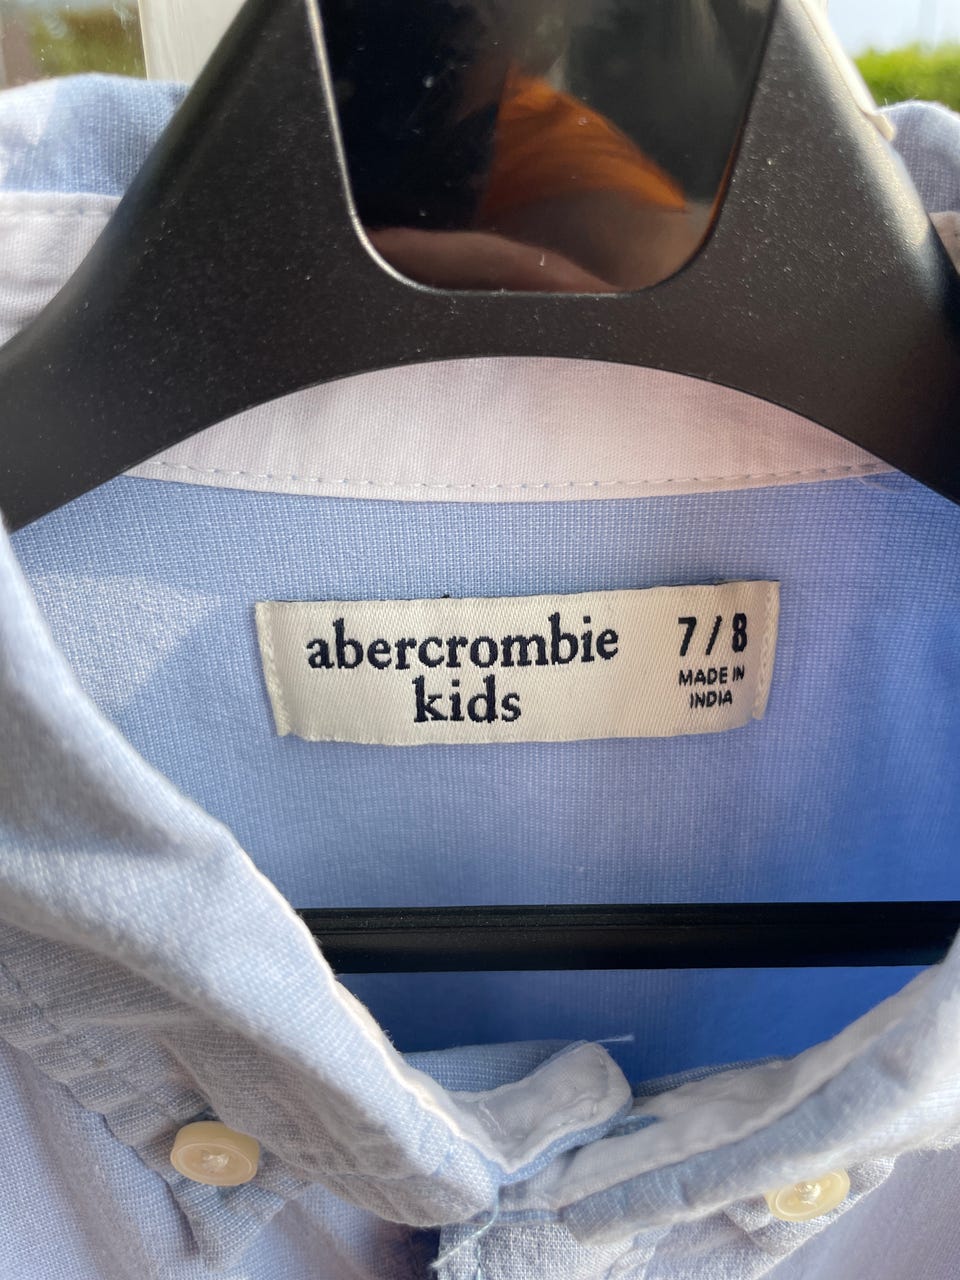 abercrombie
kids
7/8
MADE IN
INDIA